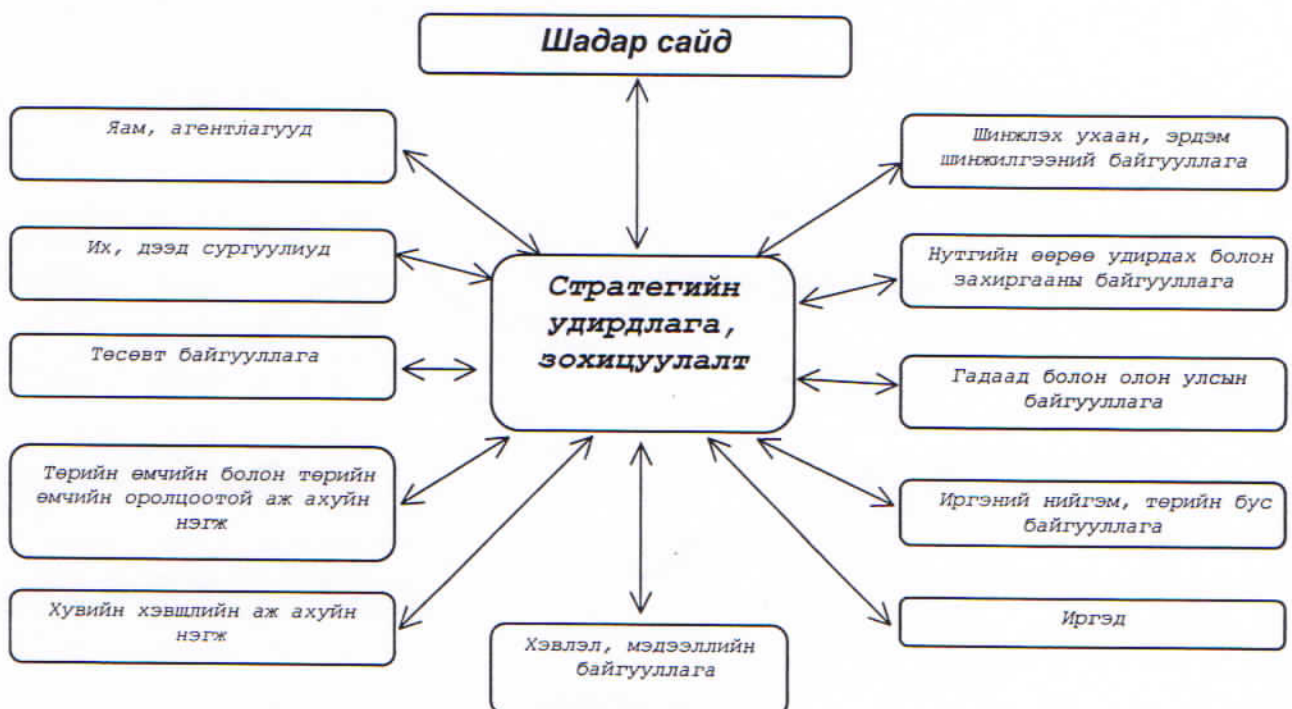 Шадар сайд
Яам, агентлагууд
Их, дээд сургуулиуд
Төсөвт байгууллага
Төрийн өмчийн болон төрийн
өмчийн оролцоотой аж ахуйн
нэгж
Хувийн хэвшлийн аж ахуйн
нэгж
Стратегийн
удирдлага,
зохицуулалт
Хэвлэл, мэдээллийн
байгууллага
Шинжлэх ухаан, эрдэм
шинжилгээний байгууллага
Нутгийн өөрөө удирдах болон
захиргааны байгууллага
Гадаад болон олон улсын
байгууллага
Иргэний нийгэм, төрийн бус
байгууллага
Иргэд